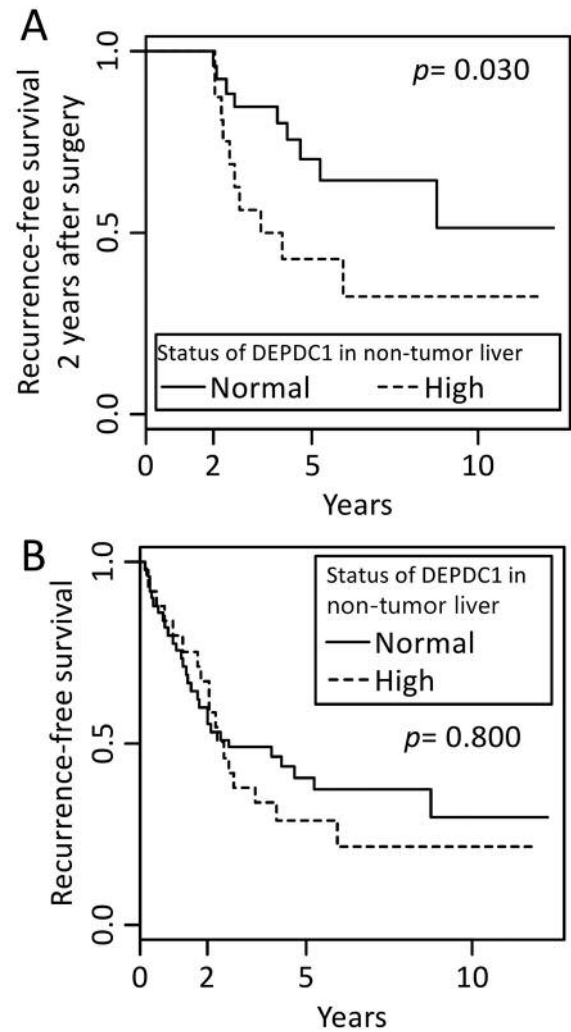 A
Recurrence-free survival
2 years after surgery
1.0
0.5
0.0
p= 0.030
Status of DEPDC1 in non-tumor liver
Normal High
0 2 5 10
Years
B
Recurrence-free survival
1.0
0.5
0.0
Status of DEPDC1 in
non-tumor liver
Normal
High
p= 0.800
0 2 5 10
Years